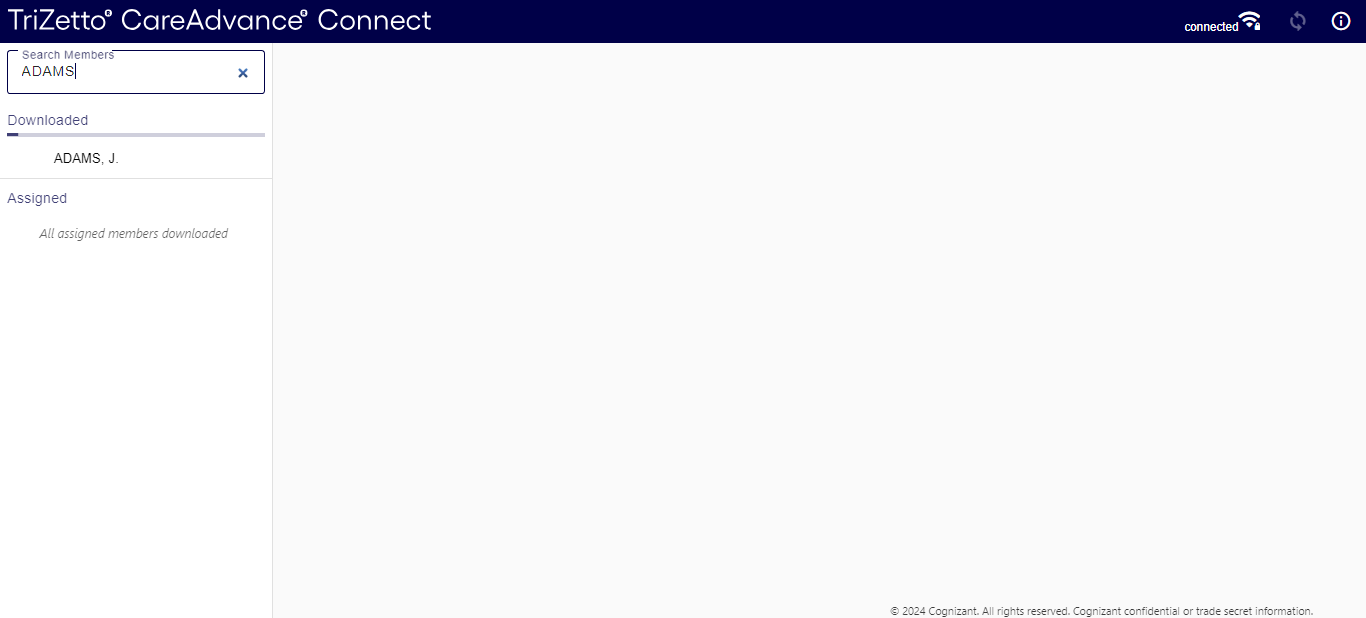 TriZetto® CareAdvance® Connect
connected
Search Members
ADAMS
Downloaded
ADAMS, J.
Assigned
All assigned members downloaded
© 2024 Cognizant. All rights reserved. Cognizant confidential or trade secret information.